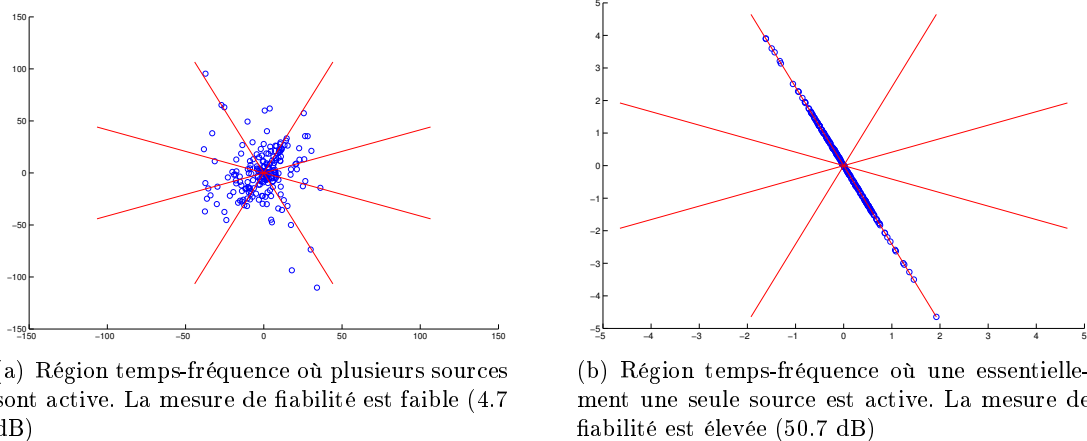 150
100
50
0
−50
−100
−150
−150 −100 −50 0 50 100 150
5
4
3
2
1
0
−1
−2
−3
−4
−5
−5 −4 −3 −2 −1 0 1 2 3 4 5
a) Région temps-fréquence où plusieurs sources
sont active. La mesure de fiabilité est faible (4.7
dB)
(b) Région temps-fréquence où une essentielle-
ment une seule source est active. La mesure de
fiabilité est élevée (50.7 dB)